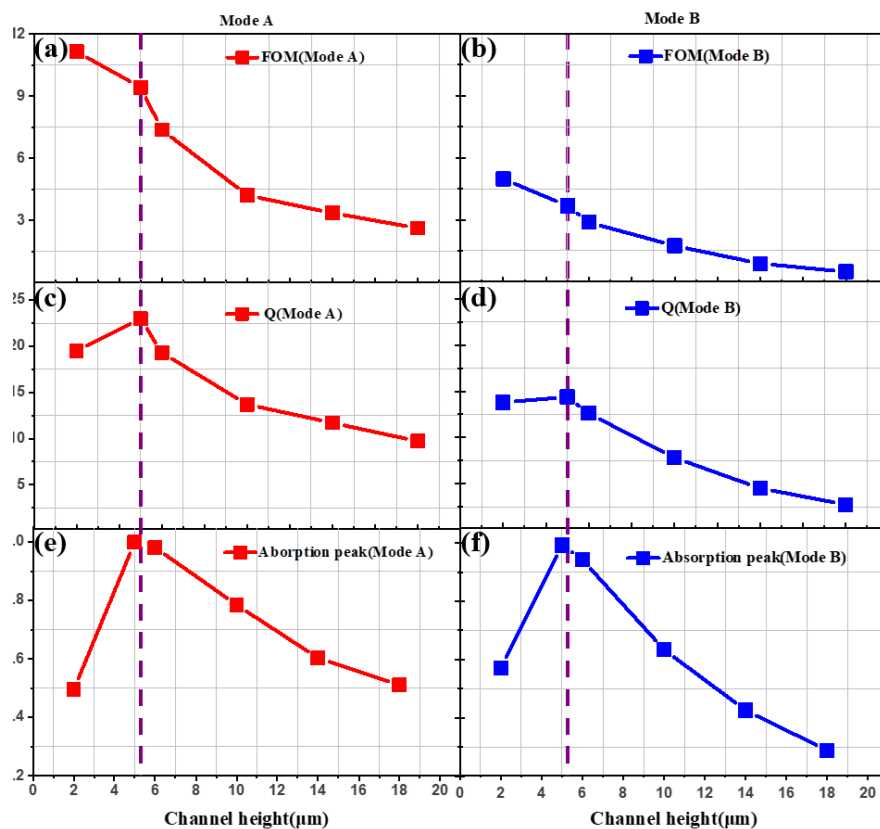 Mode A
Mode B
12
(a)
FOM(Mode A)
(b)
FOM(Mode B)
9
6
3
(c)
25
Q(Mode A)
(d)
Q(Mode B)
20
15
10
5
.0
(e)
Aborption peak(Mode A)
(f)
Absorption peak(Mode B)
.6
.4
.2
0 2 4 6 8 10 12 14 16 18 20
0 2 4 6 8 10 12 14 16 18 20
Channel height(μm)
Channel height(μm)